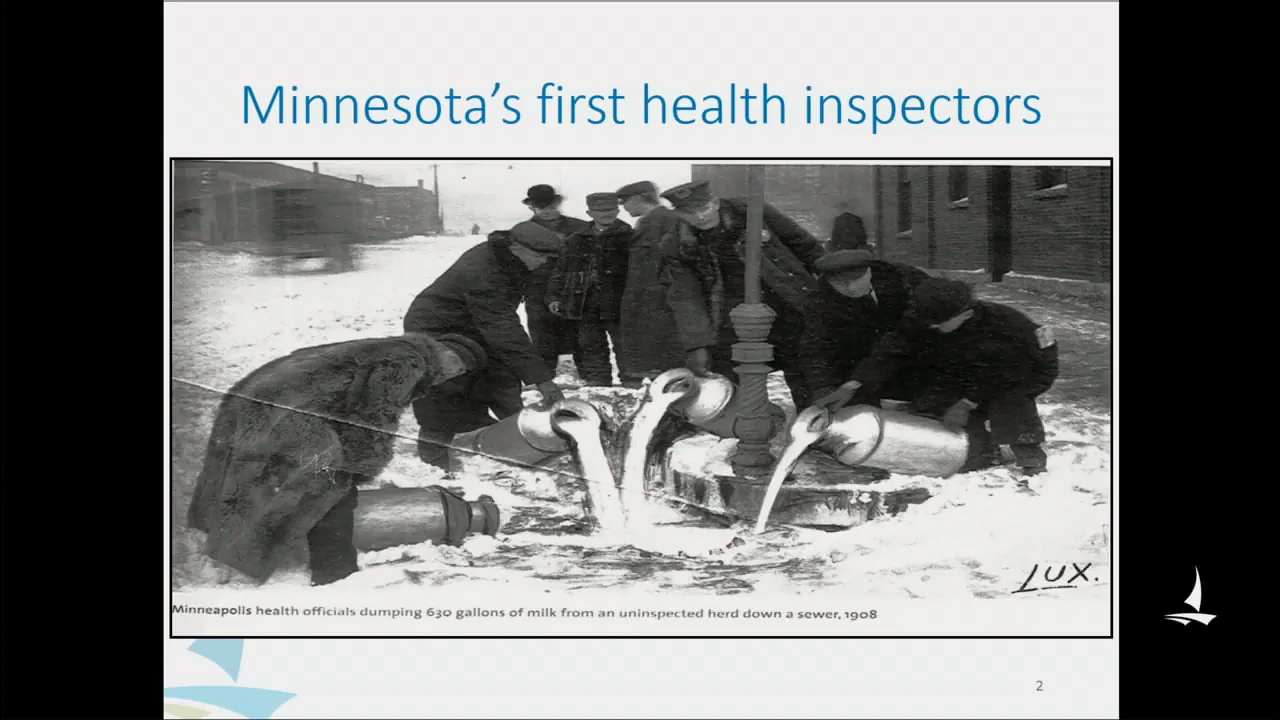 Minnesota’s first health inspectors
LUX.
Minneapolis health officials dumping 630 gallons of milk from an uninspected herd down a sewer, 1908
2